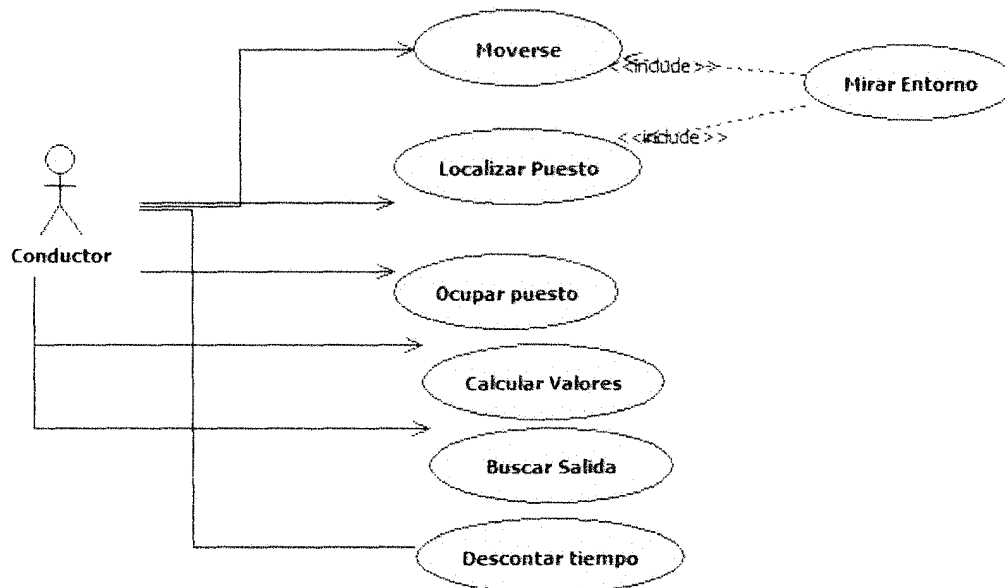 Moverse
<<include>>
Mirar Entorno
<<include>>
Localizar Puesto
Conductor
Ocupar puesto
Calcular Valores
Buscar Salida
Descontar tiempo